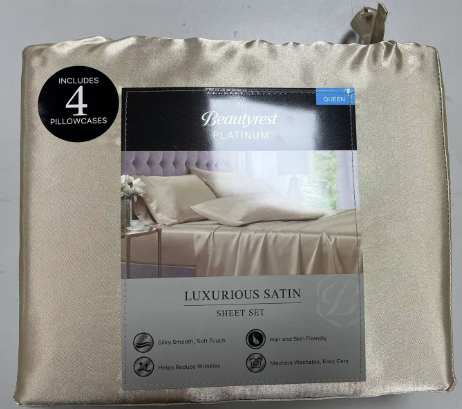 INCLUDES
4
PILLOWCASES
QUEEN
Beautyrest
PLATINUM
LUXURIOUS SATIN
SHEET SET
Silky-Smooth, Soft Touch
Hair and Skin-Friendly
Helps Reduce Wrinkles
Machine Washable, Easy Care